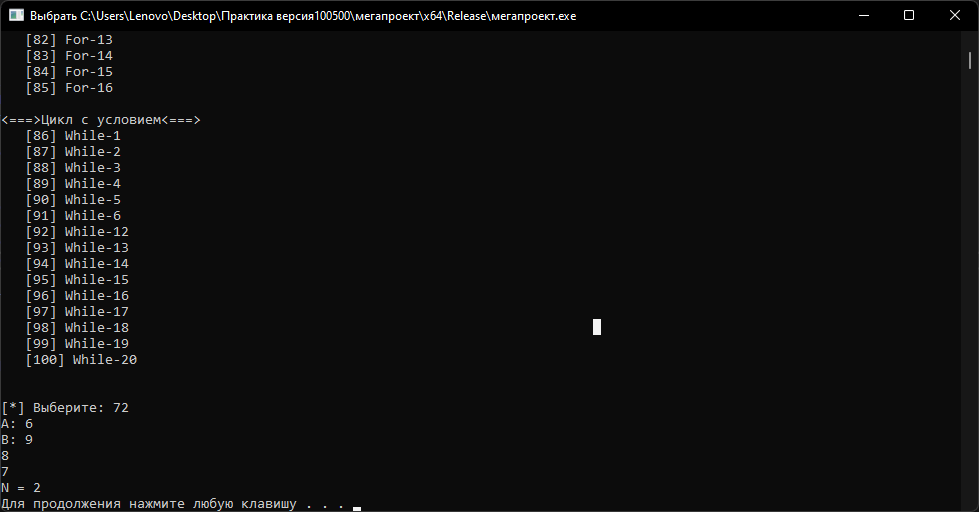 Выбрать C:\Users\Lenovo\Desktop\Практика версия100500\мегапроект\x64\Release\мегапроект.exe
[82] For-13
[83] For-14
[84] For-15
[85] For-16
<===>Цикл с условием<===>
[86] While-1
[87] While-2
[88] While-3
[89] While-4
[90] While-5
[91] While-6
[92] While-12
[93] While-13
[94] While-14
[95] While-15
[96] While-16
[97] While-17
[98] While-18
[99] While-19
[100] While-20
[*] Выберите: 72
A: 6
B: 9
8
7
N = 2
Для продолжения нажмите любую клавишу . . .